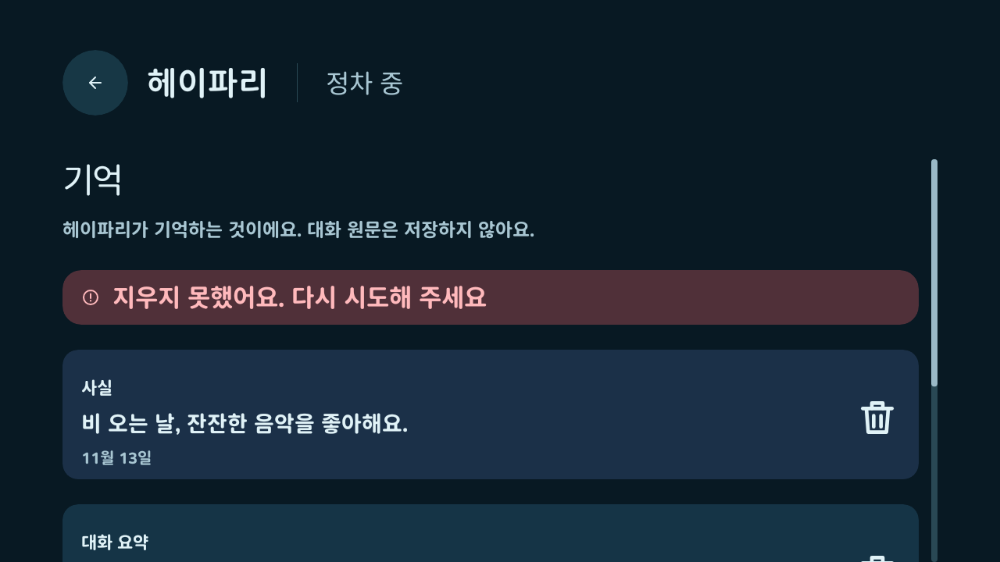 헤이파리
정차 중
기억
헤이파리가 기억하는 것이에요. 대화 원문은 저장하지 않아요.
지우지 못했어요. 다시 시도해 주세요
사실
비 오는 날, 잔잔한 음악을 좋아해요.
11월 13일
대화 요약